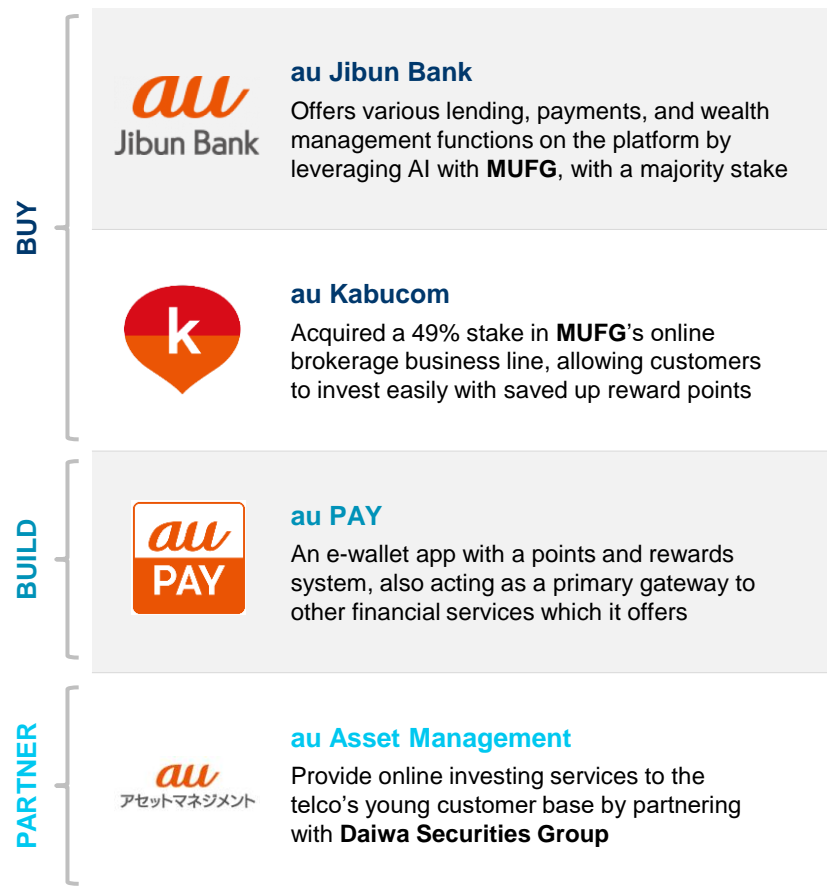 BUY
au
Jibun Bank
au Jibun Bank
Offers various lending, payments, and wealth
management functions on the platform by
leveraging AI with MUFG, with a majority stake
k
au Kabucom
Acquired a 49% stake in MUFG’s online
brokerage business line, allowing customers
to invest easily with saved up reward points
BUILD
au
PAY
au PAY
An e-wallet app with a points and rewards
system, also acting as a primary gateway to
other financial services which it offers
PARTNER
au
アセットマネジメント
au Asset Management
Provide online investing services to the
telco’s young customer base by partnering
with Daiwa Securities Group